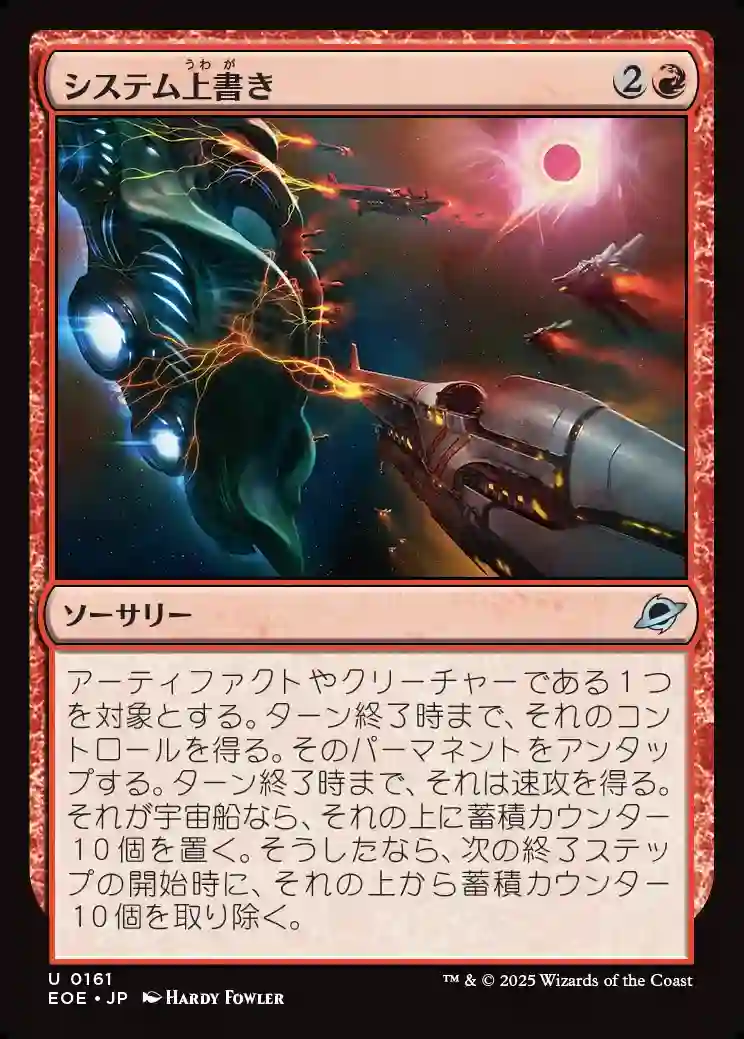 システム上書き
うわ が
2
ソーサリー
アーティファクトやクリーチャーである１つ
を対象とする。ターン終了時まで、それのコン
トロールを得る。そのパーマネントをアンタッ
プする。ターン終了時まで、それは速攻を得る。
それが宇宙船なら、それの上に蓄積カウンター
１０個を置く。そうしたなら、次の終了ステッ
プの開始時に、それの上から蓄積カウンター
１０個を取り除く。
U 0161
EOE • JP HARDY FOWLER
™ & © 2025 Wizards of the Coast